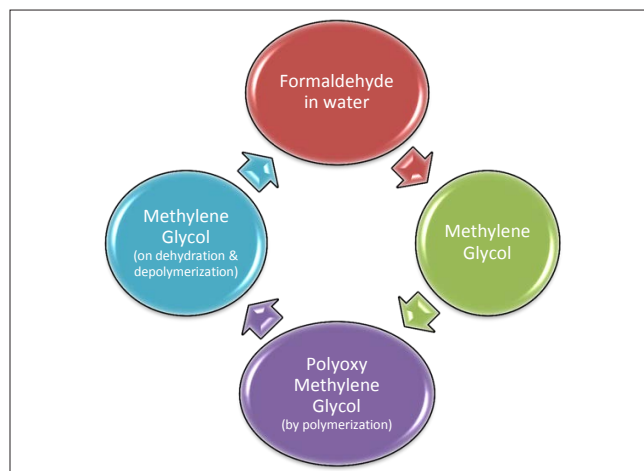 Formaldehyde
in water
Methylene
Glycol
Polyoxy
Methylene
Glycol
(by polymerization)
Methylene
Glycol
(on dehydration &
depolymerization)